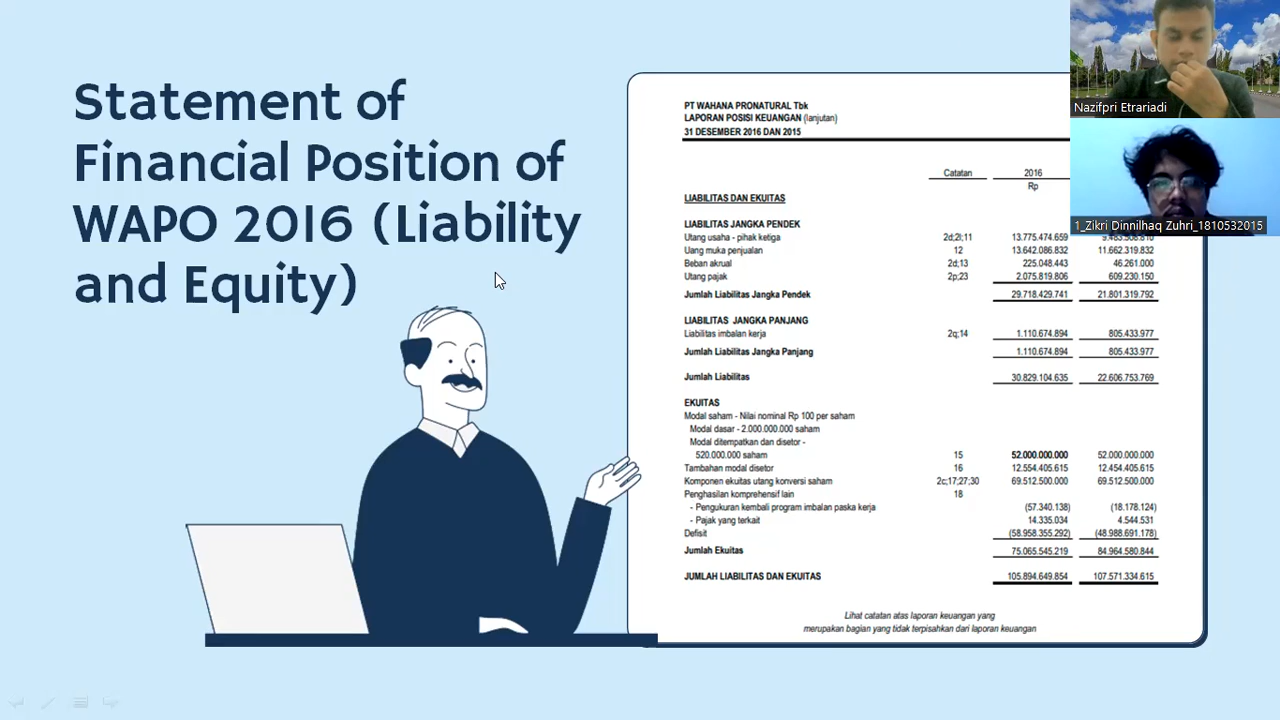 Statement of
Financial Position of
WAPO 2016 (Liability
and Equity)
PT WAHANA PRONATURAL Tbk
LAPORAN POSISI KEUANGAN (lanjutan)
31 DESEMBER 2016 DAN 2015
Catatan 2016
Rp
LIABILITAS DAN EKUITAS
LIABILITAS JANGKA PENDEK
Utang usaha - pihak ketiga 2d;2l;11 13.775.474.659 9.483.508.810
Uang muka penjualan 12 13.642.086.832 11.662.319.832
Beban akrual 2d,13 225.048.443 46.261.000
Utang pajak 2p;23 2.075.819.806 609.230.150
Jumlah Liabilitas Jangka Pendek 29.718.429.741 21.801.319.792
LIABILITAS JANGKA PANJANG
Liabilitas imbalan kerja 2q;14 1.110.674.894 805.433.977
Jumlah Liabilitas Jangka Panjang 1.110.674.894 805.433.977
Jumlah Liabilitas 30.829.104.635 22.606.753.769
EKUITAS
Modal saham - Nilai nominal Rp 100 per saham
Modal dasar - 2.000.000.000 saham
Modal ditempatkan dan disetor -
520.000.000 saham 15 52.000.000.000 52.000.000.000
Tambahan modal disetor 16 12.554.405.615 12.454.405.615
Komponen ekuitas utang konversi saham 2c;17;27;30 69.512.500.000 69.512.500.000
Penghasilan komprehensif lain 18
- Pengukuran kembali program imbalan paska kerja (57.340.138) (18.178.124)
- Pajak yang terkait 14.335.034 4.544.531
Defisit (58.958.355.292) (48.988.691.178)
Jumlah Ekuitas 75.065.545.219 84.964.580.844
JUMLAH LIABILITAS DAN EKUITAS 105.894.649.854 107.571.334.615
Lihat catatan atas laporan keuangan yang
merupakan bagian yang tidak terpisahkan dari laporan keuangan
Nazifpri Etrariadi
1_Zikri Dinnilhaq Zuhri_1810532015